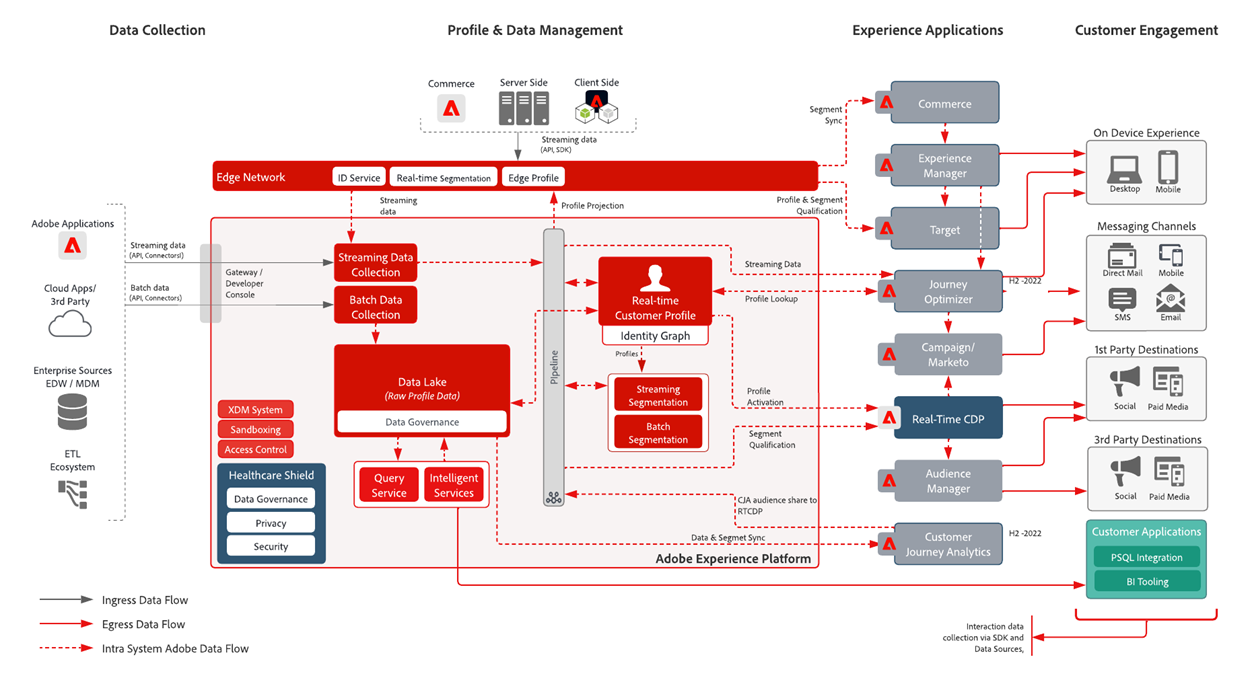 Data Collection
Profile & Data Management
Experience Applications
Customer Engagement
Commerce
Server Side
Client Side
Streaming data
(API, SDK)
Edge Network
ID Service
Real-time Segmentation
Edge Profile
Streaming
data
Profile Projection
Segment
Sync
Profile & Segment
Qualification
Adobe Applications
Cloud Apps/
3rd Party
Enterprise Sources
EDW / MDM
ETL
Ecosystem
Streaming data
(API, Connectorsl)
Batch data
(API, Connectors)
Gateway /
Developer
Console
Streaming Data
Collection
Batch Data
Collection
Data Lake
(Raw Profile Data)
Data Governance
Query
Service
Intelligent
Services
XDM System
Sandboxing
Access Control
Healthcare Shield
Data Governance
Privacy
Security
PIpeline
Real-time
Customer Profile
Identity Graph
Profiles
Streaming
Segmentation
Batch
Segmentation
Streaming Data
Profile Lookup
Profile
Activation
Segment
Qualification
CJA audience share to
RTCDP
Data & Segmet Sync
Adobe Experience Platform
Commerce
Experience
Manager
Target
Journey
Optimizer
H2 -2022
Campaign/
Marketo
Real-Time CDP
Audience
Manager
Customer
Journey Analytics
H2 -2022
On Device Experience
Desktop
Mobile
Messaging Channels
Direct Mail
Mobile
SMS
Email
1st Party Destinations
Social
Paid Media
3rd Party Destinations
Social
Paid Media
Customer Applications
PSQL Integration
BI Tooling
Interaction data
collection via SDK and
Data Sources,
Ingress Data Flow
Egress Data Flow
Intra System Adobe Data Flow